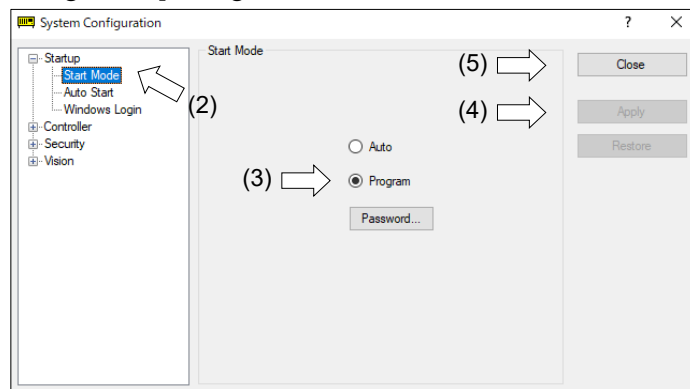 System Configuration
?
Startup
Start Mode
Auto Start
Windows Login
Controller
Security
Vision
(2)
Start Mode
(3)
Auto
Program
Password...
(5)
Close
(4)
Apply
Restore